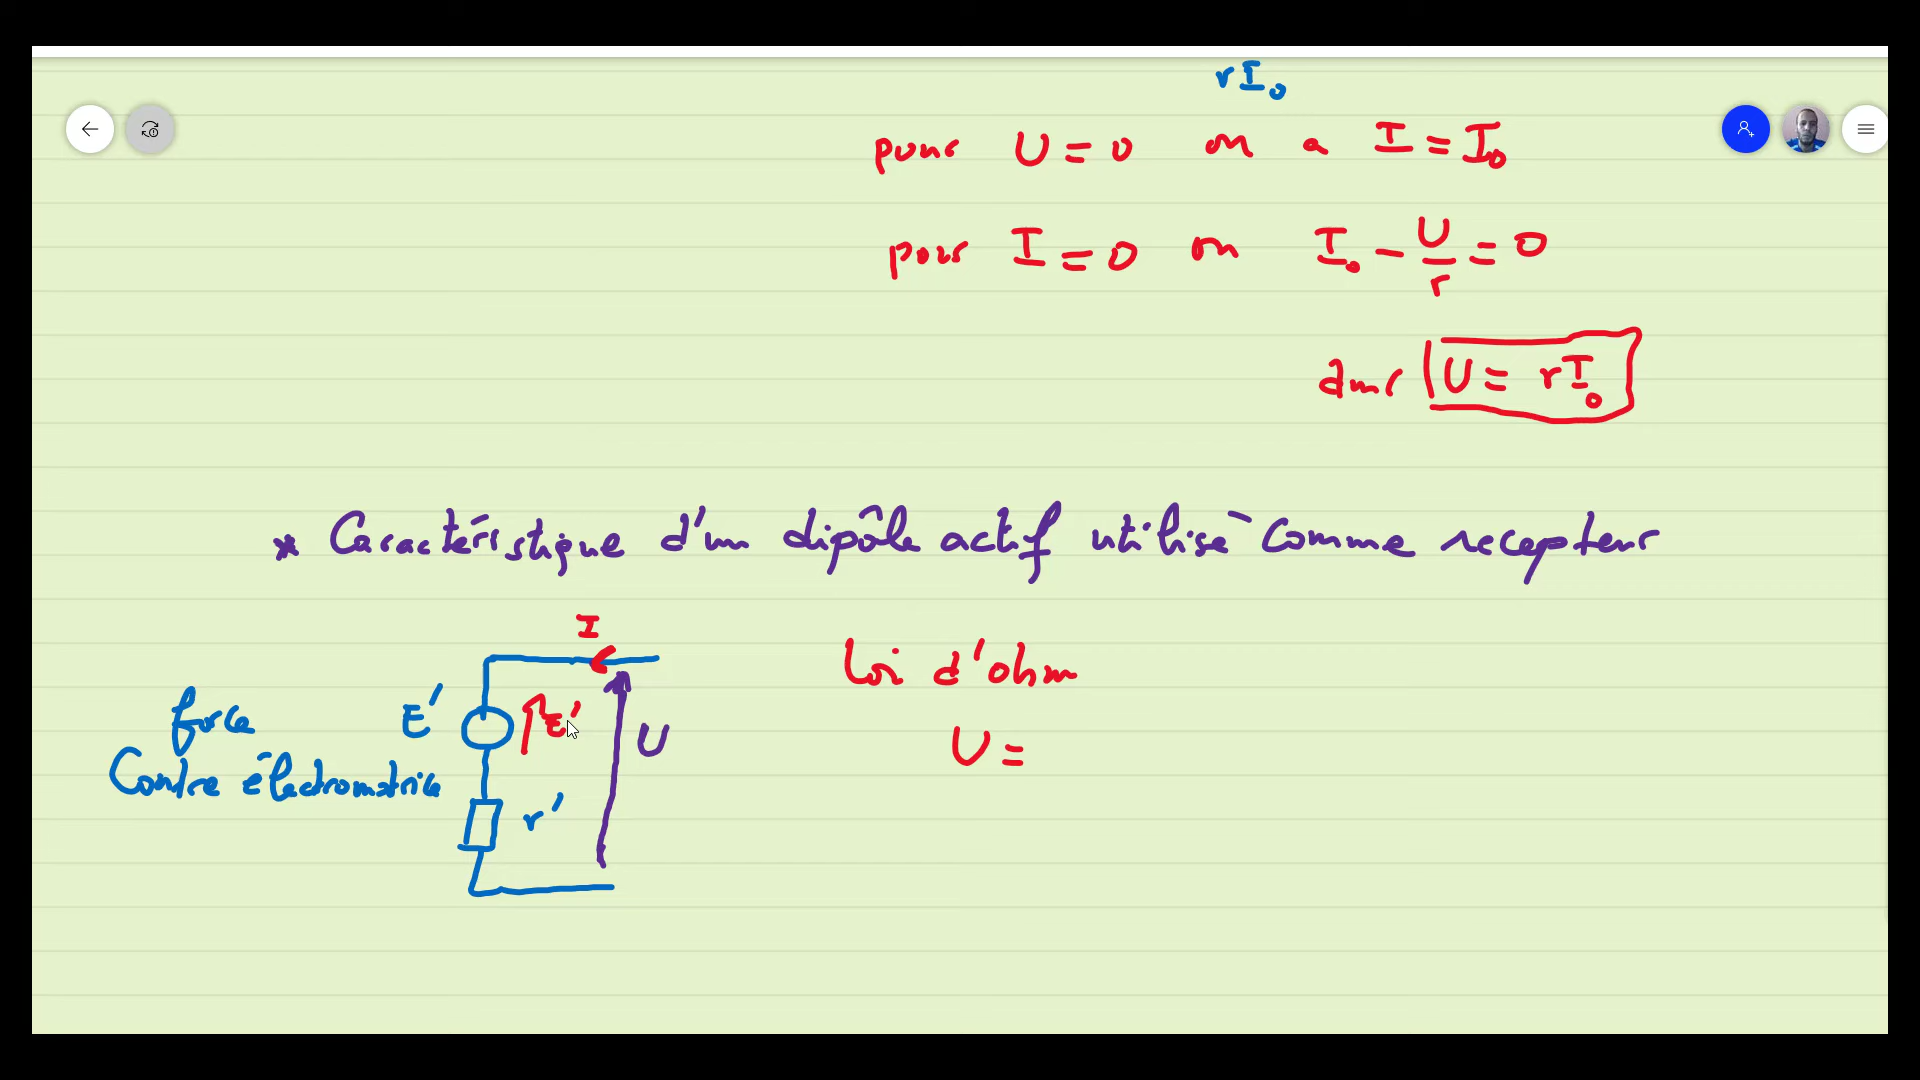 rI₀
pour U = 0 on a I = I₀
pour I = 0 on I₀ - U/r = 0
donc U = rI₀
* Caractéristique d'un dipôle actif utilisé comme recepteur
I
loi d'ohm
force E' E' U U =
Contre électromotrice
r'